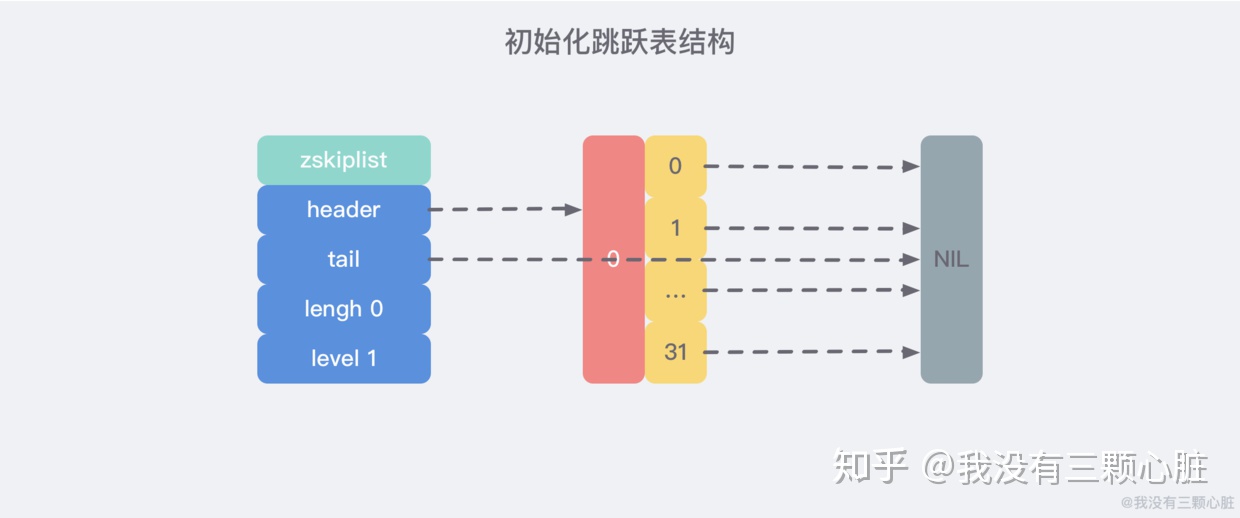 初始化跳跃表结构
zskiplist
header
tail
lengh 0
level 1
0
0
1
...
31
NIL
知乎 @我没有三颗心脏
@我没有三颗心脏